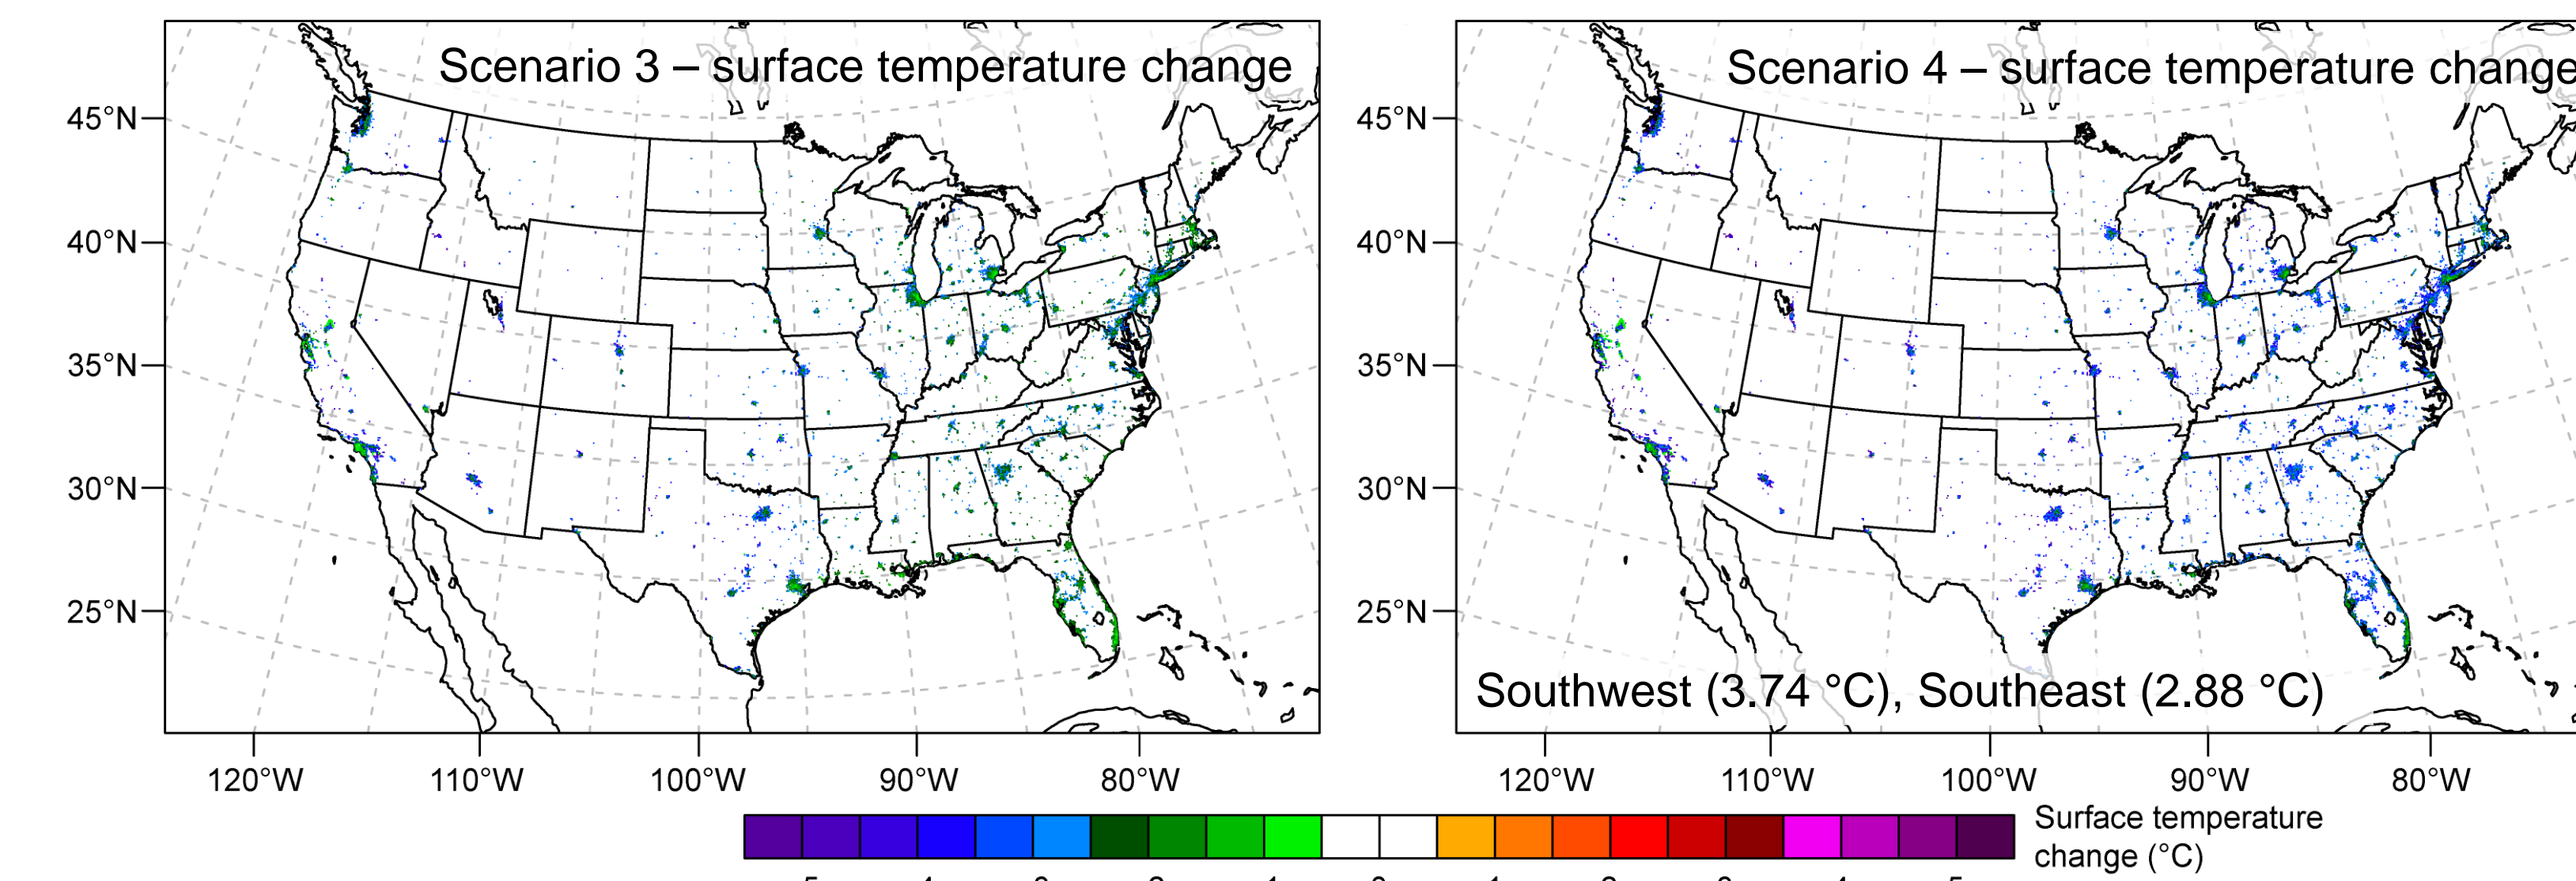 Scenario 3 – surface temperature change
Scenario 4 – surface temperature change
45°N
40°N
35°N
30°N
25°N
45°N
40°N
35°N
30°N
25°N
Southwest (3.74 °C), Southeast (2.88 °C)
120°W 110°W 100°W 90°W 80°W
120°W 110°W 100°W 90°W 80°W
Surface temperature
change (°C)